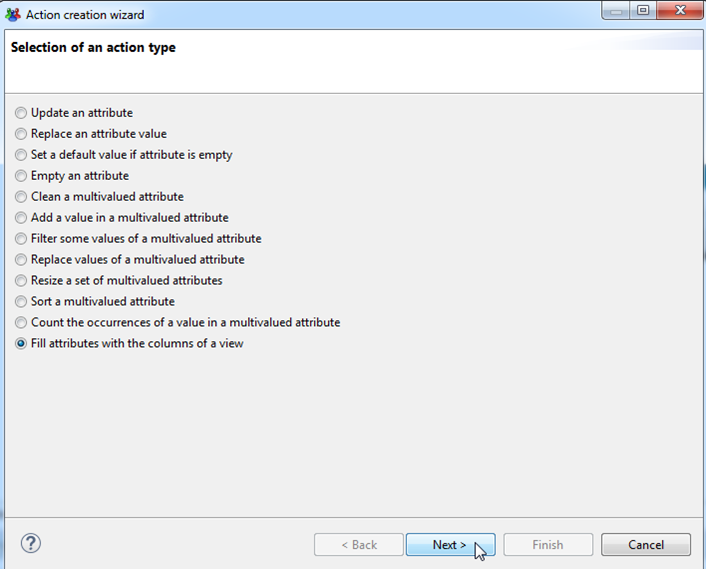 Action creation wizard
Selection of an action type
Update an attribute
Replace an attribute value
Set a default value if attribute is empty
Empty an attribute
Clean a multivalued attribute
Add a value in a multivalued attribute
Filter some values of a multivalued attribute
Replace values of a multivalued attribute
Resize a set of multivalued attributes
Sort a multivalued attribute
Count the occurrences of a value in a multivalued attribute
Fill attributes with the columns of a view
? < Back Next > Finish Cancel